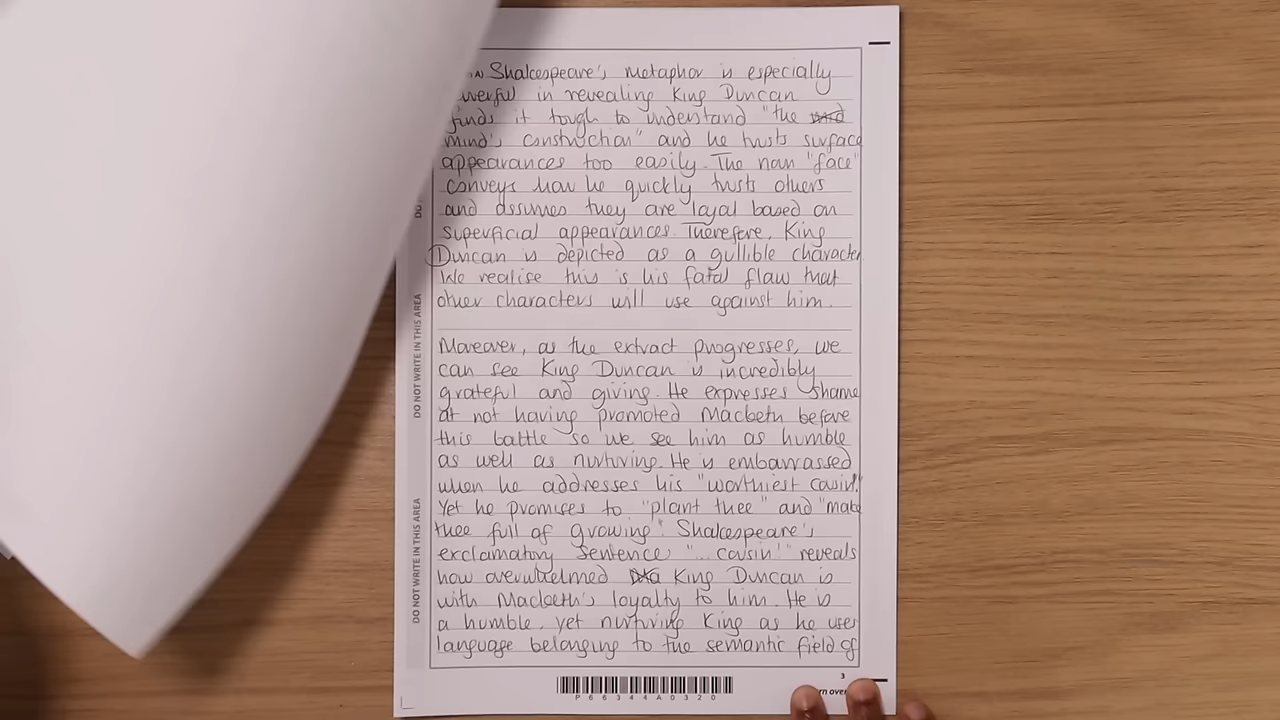 Shakespeare's metaphor is especially
in revealing King Duncan
finds it tough to understand "the
mind's construction" and he trusts surface
appearances too easily. The noun "face"
conveys how he quickly trusts others
and assumes they are loyal based on
superficial appearances. Therefore, King
Duncan is depicted as a gullible character
We realise this is his fatal flaw that
other characters will use against him.
Moreover, as the extract progresses, we
can see King Duncan is incredibly
grateful and giving. He expresses shame
at not having promoted Macbeth before
this battle so we see him as humble
as well as nurturing. He is embarrassed
when he addresses his "worthiest cousin!"
Yet he promises to "plant thee" and "make
thee full of growing". Shakespeare's
exclamatory sentence "... cousin!" reveals
how overwhelmed King Duncan is
with Macbeth's loyalty to him. He is
a humble, yet nurturing King as he uses
language belonging to the semantic field of
DO NOT WRITE IN THIS AREA
DO NOT WRITE IN THIS AREA
DO
3
rn over
P66344A0320